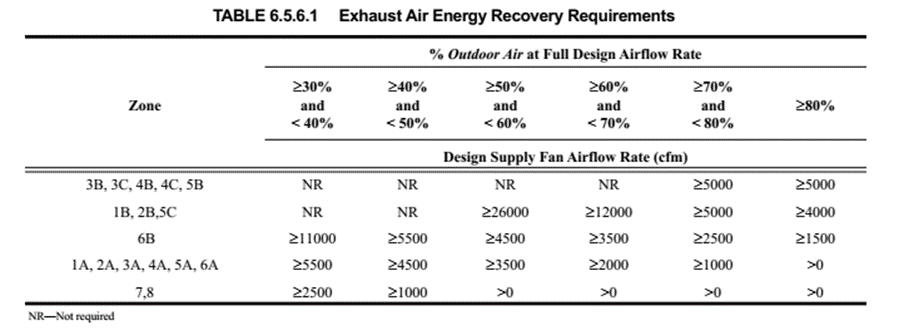 TABLE 6.5.6.1 Exhaust Air Energy Recovery Requirements
% Outdoor Air at Full Design Airflow Rate
Zone ≥30% and < 40% ≥40% and < 50% ≥50% and < 60% ≥60% and < 70% ≥70% and < 80% ≥80%
Design Supply Fan Airflow Rate (cfm)
3B, 3C, 4B, 4C, 5B NR NR NR NR ≥5000 ≥5000
1B, 2B,5C NR NR ≥26000 ≥12000 ≥5000 ≥4000
6B ≥11000 ≥5500 ≥4500 ≥3500 ≥2500 ≥1500
1A, 2A, 3A, 4A, 5A, 6A ≥5500 ≥4500 ≥3500 ≥2000 ≥1000 >0
7,8 ≥2500 ≥1000 >0 >0 >0 >0
NR—Not required